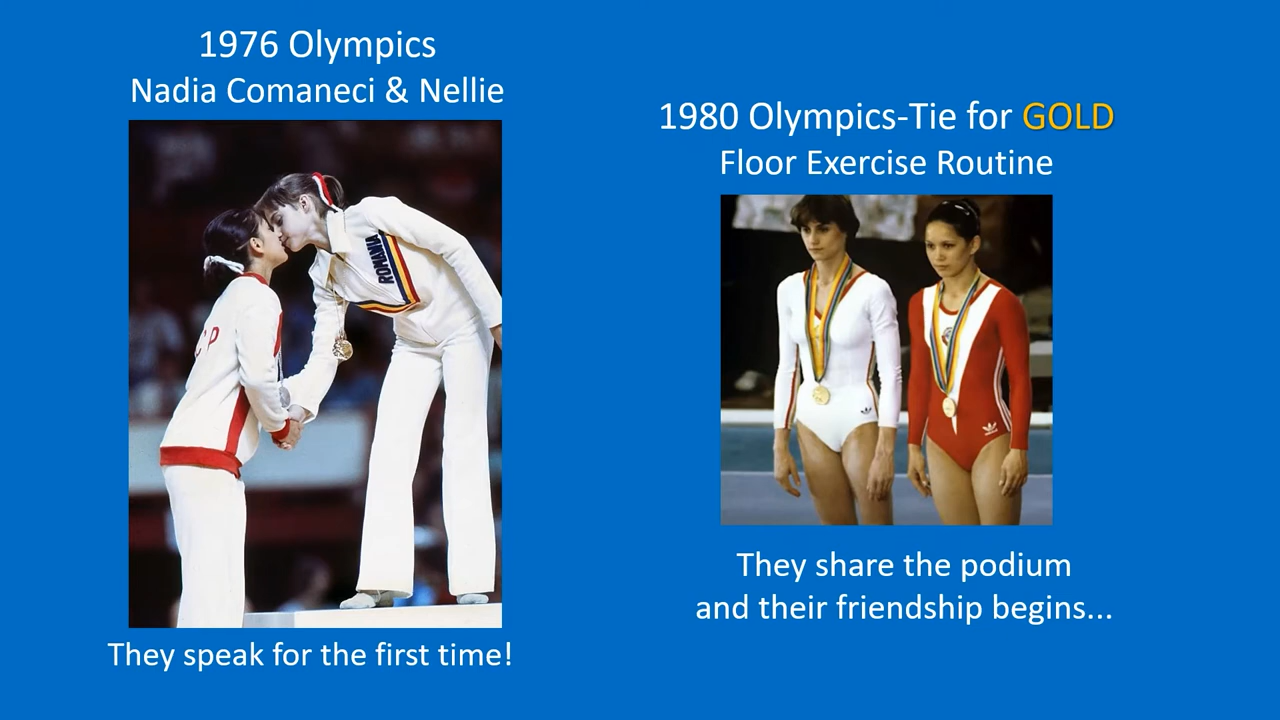 1976 Olympics
Nadia Comaneci & Nellie
ROMANIA
CP
They speak for the first time!
1980 Olympics-Tie for GOLD
Floor Exercise Routine
They share the podium
and their friendship begins...